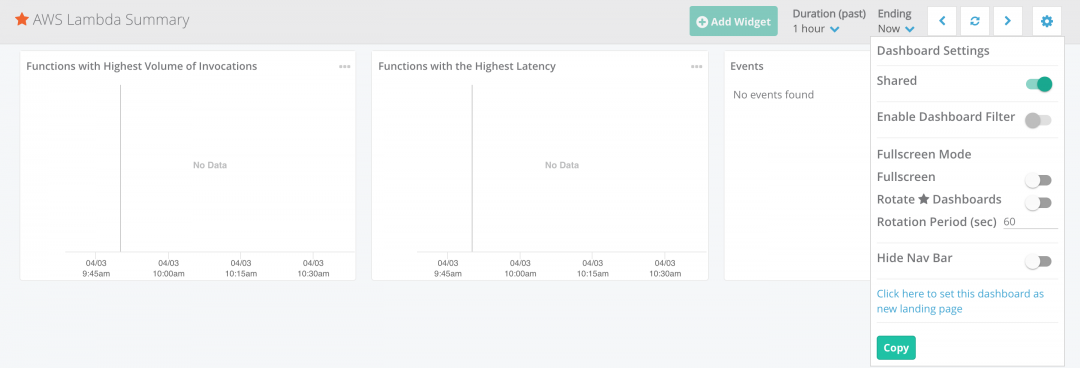 AWS Lambda Summary
Add Widget
Duration (past)
1 hour
Ending
Now
Functions with Highest Volume of Invocations
No Data
04/03 04/03 04/03 04/03
9:45am 10:00am 10:15am 10:30am
Functions with the Highest Latency
No Data
04/03 04/03 04/03 04/03
9:45am 10:00am 10:15am 10:30am
Events
No events found
Dashboard Settings
Shared
Enable Dashboard Filter
Fullscreen Mode
Fullscreen
Rotate ★ Dashboards
Rotation Period (sec) 60
Hide Nav Bar
Click here to set this dashboard as
new landing page
Copy